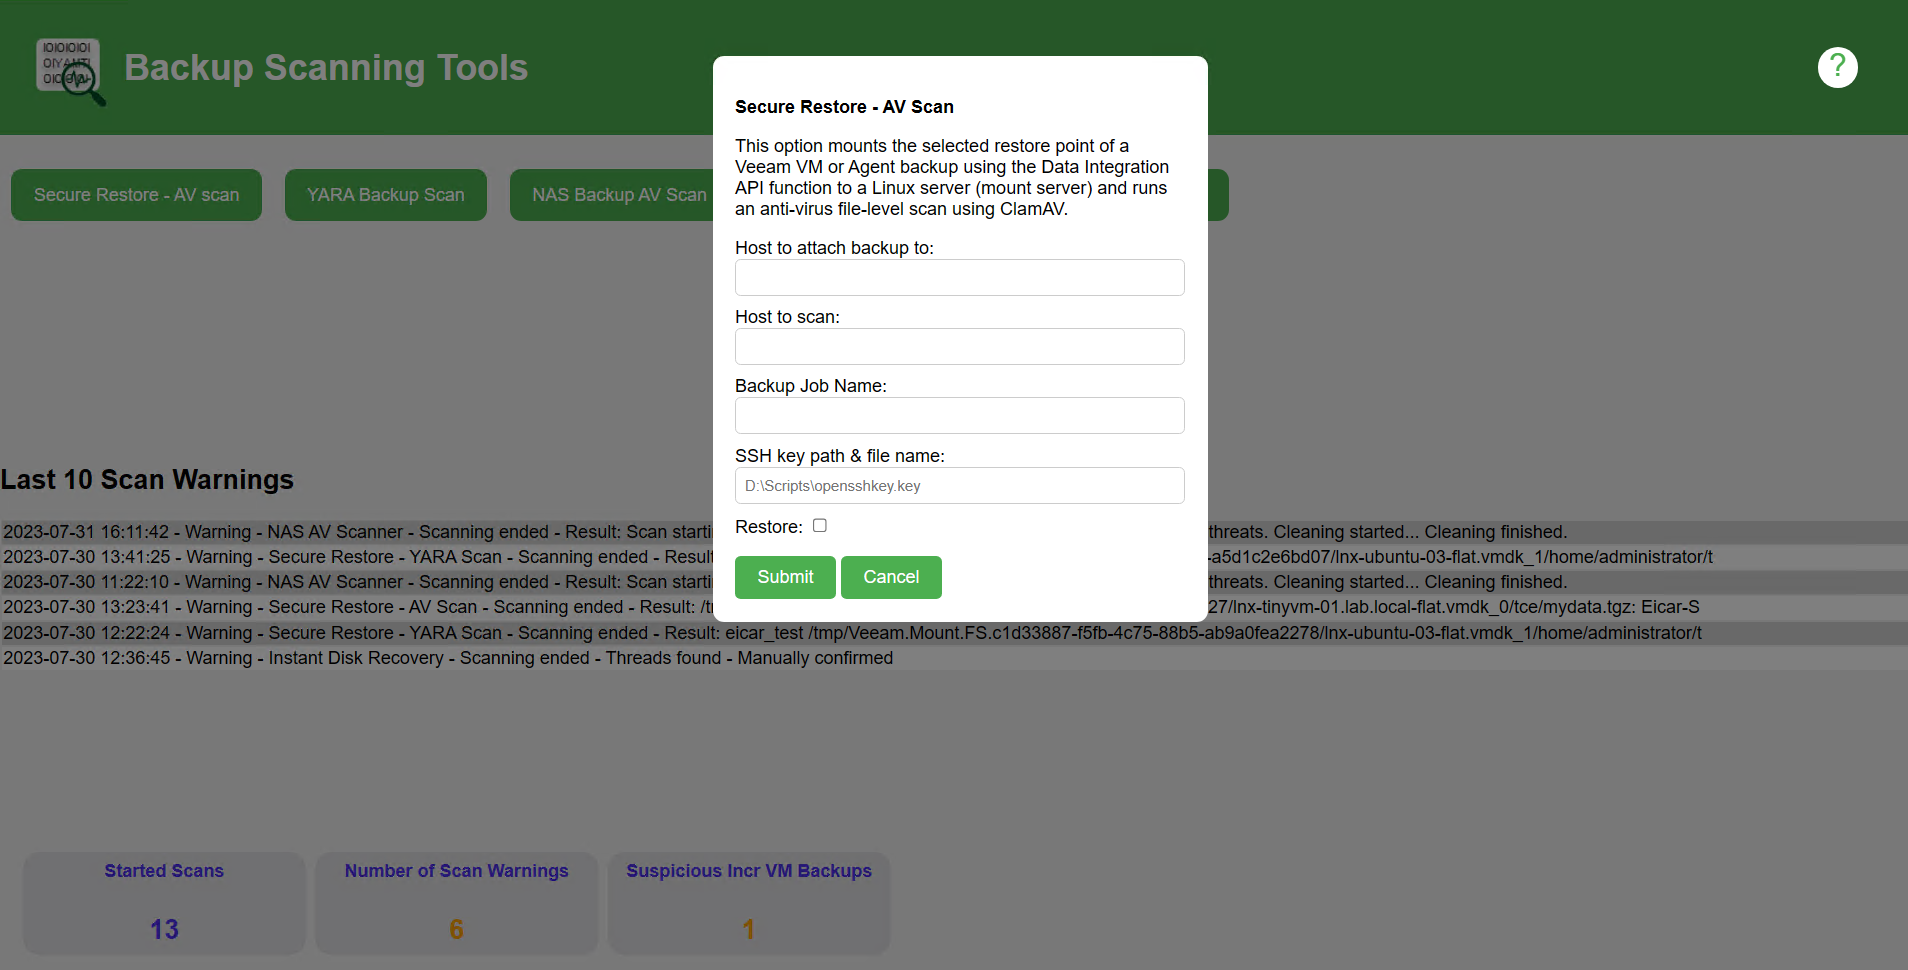 IOIOIOIOI
Backup Scanning Tools
?
Secure Restore - AV scan
YARA Backup Scan
NAS Backup AV Scan
Secure Restore - AV Scan
This option mounts the selected restore point of a
Veeam VM or Agent backup using the Data Integration
API function to a Linux server (mount server) and runs
an anti-virus file-level scan using ClamAV.
Host to attach backup to:
Host to scan:
Backup Job Name:
SSH key path & file name:
D:\Scripts\opensshkey.key
Restore:
Submit Cancel
Last 10 Scan Warnings
2023-07-31 16:11:42 - Warning - NAS AV Scanner - Scanning ended - Result: Scan starti threats. Cleaning started... Cleaning finished.
2023-07-30 13:41:25 - Warning - Secure Restore - YARA Scan - Scanning ended - Result -a5d1c2e6bd07/lnx-ubuntu-03-flat.vmdk_1/home/administrator/t
2023-07-30 11:22:10 - Warning - NAS AV Scanner - Scanning ended - Result: Scan starti threats. Cleaning started... Cleaning finished.
2023-07-30 13:23:41 - Warning - Secure Restore - AV Scan - Scanning ended - Result: /tr 27/lnx-tinyvm-01.lab.local-flat.vmdk_0/tce/mydata.tgz: Eicar-S
2023-07-30 12:22:24 - Warning - Secure Restore - YARA Scan - Scanning ended - Result: eicar_test /tmp/Veeam.Mount.FS.c1d33887-f5fb-4c75-88b5-ab9a0fea2278/lnx-ubuntu-03-flat.vmdk_1/home/administrator/t
2023-07-30 12:36:45 - Warning - Instant Disk Recovery - Scanning ended - Threads found - Manually confirmed
Started Scans
13
Number of Scan Warnings
6
Suspicious Incr VM Backups
1